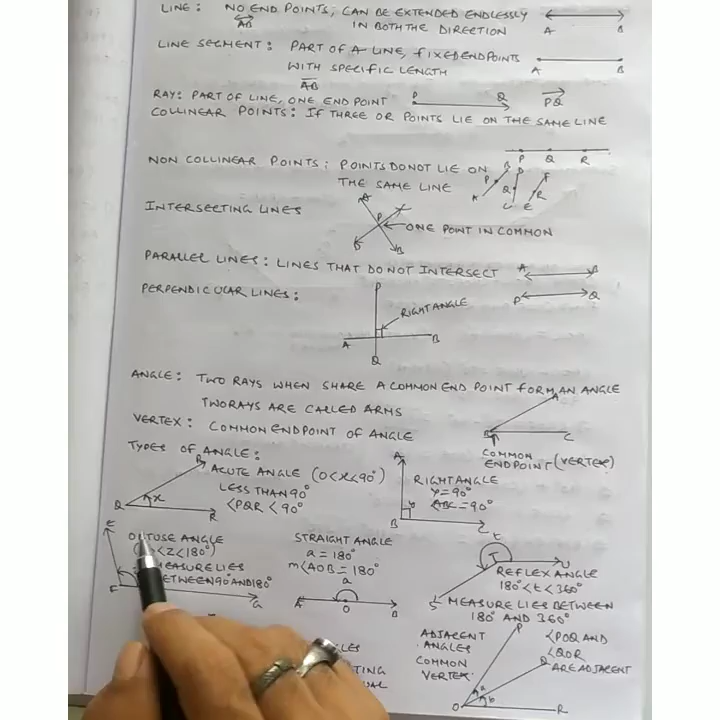 LINE: NO END POINTS, CAN BE EXTENDED ENDLESSLY
AB IN BOTH THE DIRECTION A B
LINE SEGMENT: PART OF A LINE, FIXED END POINTS
WITH SPECIFIC LENGTH A B
AB
RAY: PART OF LINE, ONE END POINT P Q PQ
COLLINEAR POINTS: IF THREE OR POINTS LIE ON THE SAME LINE
P Q R
NON COLLINEAR POINTS: POINTS DO NOT LIE ON
THE SAME LINE P A B Q D R E F
INTERSECTING LINES A P D B
ONE POINT IN COMMON
PARALLEL LINES: LINES THAT DO NOT INTERSECT A B
P Q
PERPENDICULAR LINES: P
RIGHT ANGLE
A B
Q
ANGLE: TWO RAYS WHEN SHARE A COMMON END POINT FORM AN ANGLE
TWO RAYS ARE CALLED ARMS A
VERTEX: COMMON ENDPOINT OF ANGLE B C
COMMON
ENDPOINT (VERTEX)
TYPES OF ANGLE:
ACUTE ANGLE (0<x<90°)
LESS THAN 90°
<PQR < 90°
Q x R
A
RIGHT ANGLE
y=90°
<ABC=90°
B y C
E
OBTUSE ANGLE
<Z<180°)
MEASURE LIES
BETWEEN 90° AND 180°
F G
STRAIGHT ANGLE
a = 180°
m<AOB = 180°
a
A O B
t
T U
REFLEX ANGLE
180°<t<360°
S MEASURE LIES BETWEEN
180° AND 360°
ADJACENT
ANGLES
COMMON
VERTEX
P
<POQ AND
<QOR
ARE ADJACENT
Q
a
b
O R